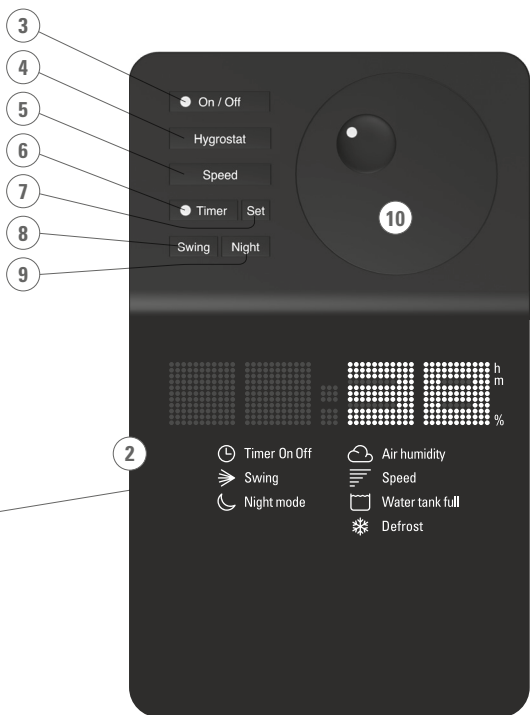 3
4
5
6
7
8
9
On / Off
Hygrostat
Speed
Timer Set
Swing Night
10
38
h
m
%
2
Timer On Off
Swing
Night mode
Air humidity
Speed
Water tank full
Defrost